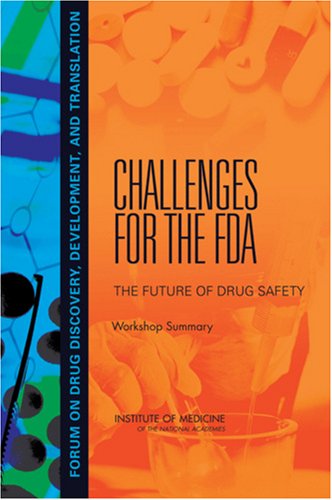 FORUM ON DRUG DISCOVERY, DEVELOPMENT, AND TRANSLATION
CHALLENGES
FOR THE FDA
THE FUTURE OF DRUG SAFETY
Workshop Summary
INSTITUTE OF MEDICINE
OF THE NATIONAL ACADEMIES